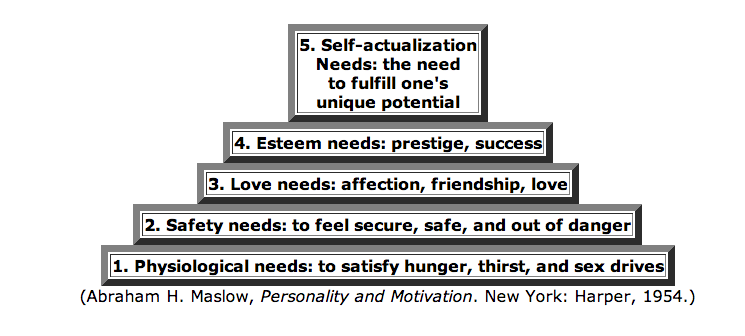 5. Self-actualization
Needs: the need
to fulfill one's
unique potential
4. Esteem needs: prestige, success
3. Love needs: affection, friendship, love
2. Safety needs: to feel secure, safe, and out of danger
1. Physiological needs: to satisfy hunger, thirst, and sex drives
(Abraham H. Maslow, Personality and Motivation. New York: Harper, 1954.)